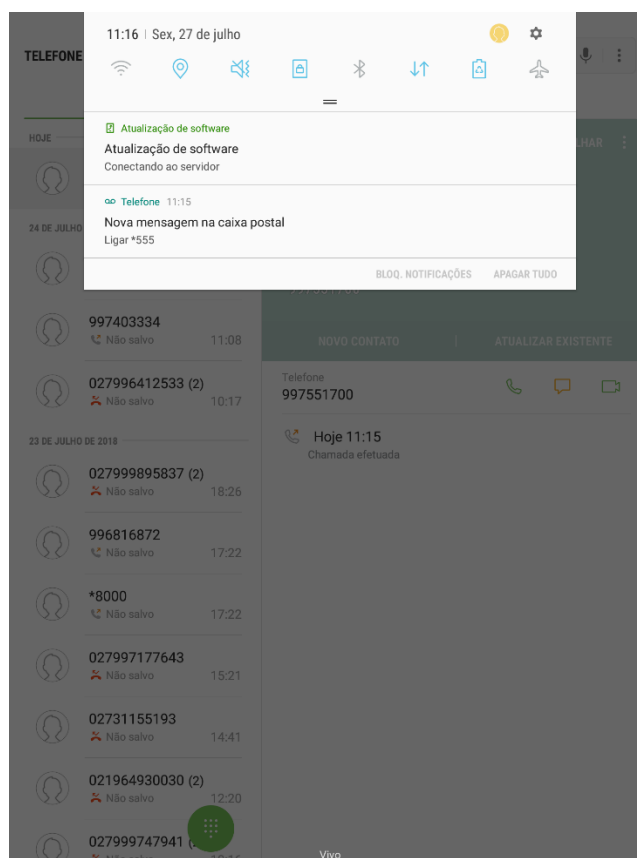 11:16 | Sex, 27 de julho
TELEFONE
Atualização de software
Atualização de software
Conectando ao servidor
Telefone 11:15
Nova mensagem na caixa postal
Ligar *555
BLOQ. NOTIFICAÇÕES APAGAR TUDO
HOJE
LHAR
24 DE JULHO
997403334
Não salvo 11:08
027996412533 (2)
Não salvo 10:17
23 DE JULHO DE 2018
027999895837 (2)
Não salvo 18:26
996816872
Não salvo 17:22
*8000
Não salvo 17:22
027997177643
Não salvo 15:21
02731155193
Não salvo 14:41
021964930030 (2)
Não salvo 12:20
027999747941
NOVO CONTATO | ATUALIZAR EXISTENTE
Telefone
997551700
Hoje 11:15
Chamada efetuada
Vivo